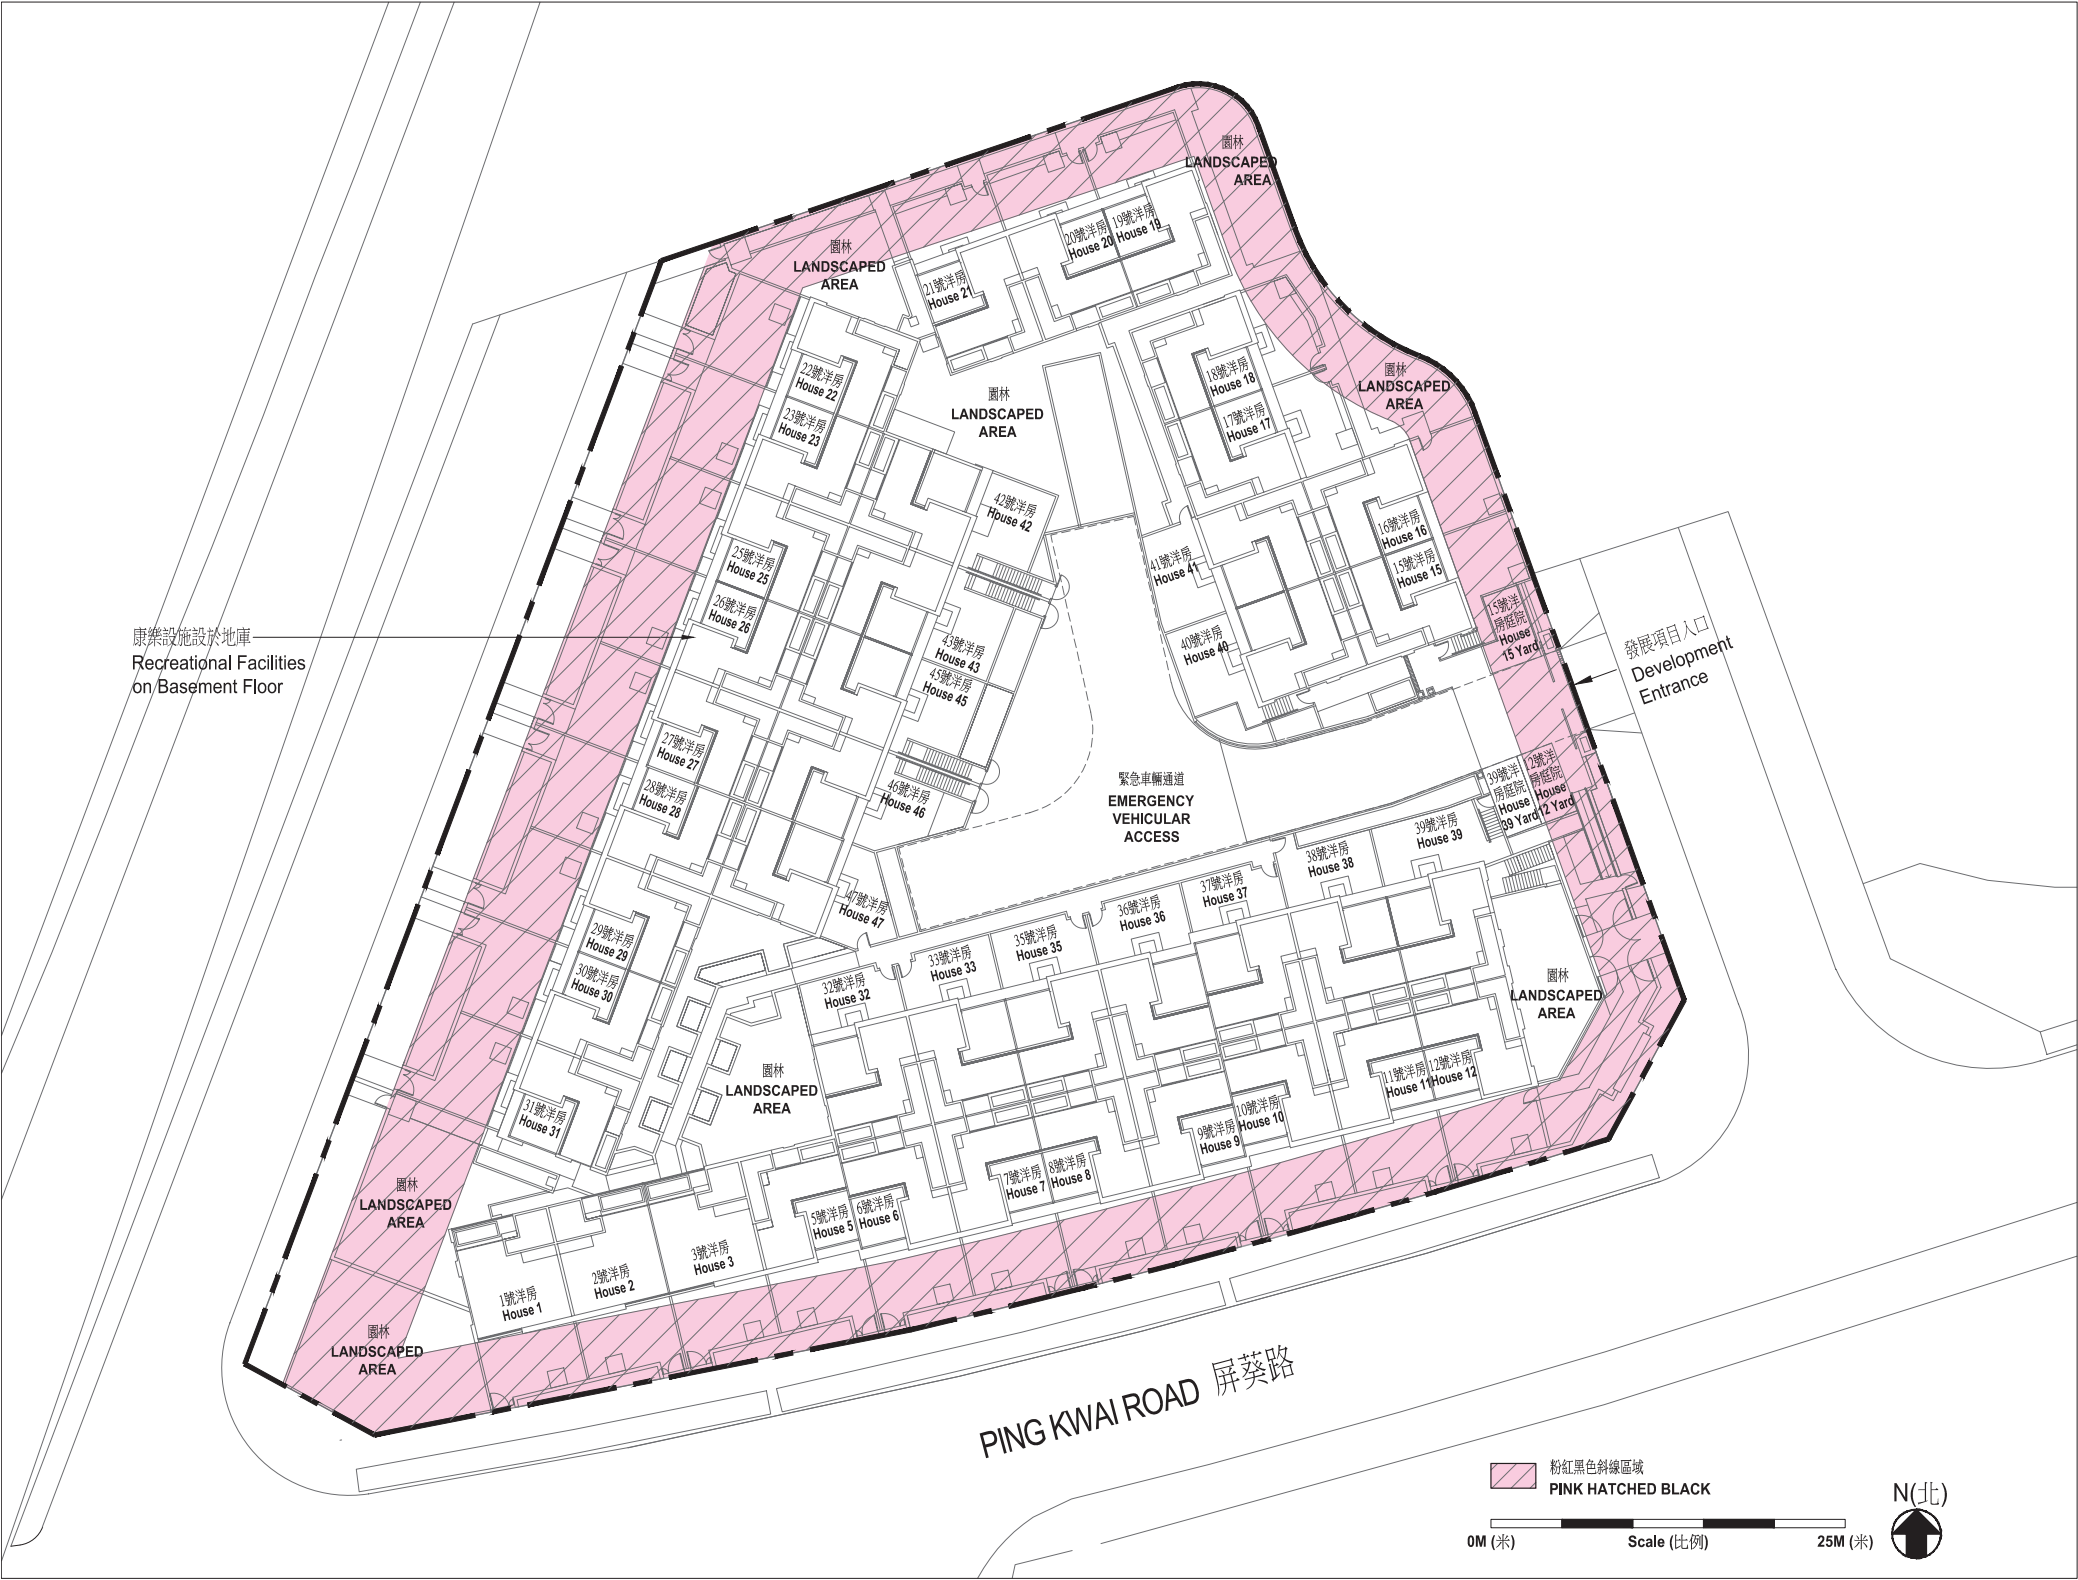 園林
LANDSCAPED
AREA
園林
LANDSCAPED
AREA
20號洋房
House 20
19號洋房
House 19
21號洋房
House 21
22號洋房
House 22
23號洋房
House 23
園林
LANDSCAPED
AREA
18號洋房
House 18
17號洋房
House 17
園林
LANDSCAPED
AREA
42號洋房
House 42
25號洋房
House 25
26號洋房
House 26
41號洋房
House 41
40號洋房
House 40
16號洋房
House 16
15號洋房
House 15
15號洋
房庭院
House
15 Yard
康樂設施設於地庫
Recreational Facilities
on Basement Floor
43號洋房
House 43
45號洋房
House 45
發展項目入口
Development
Entrance
27號洋房
House 27
28號洋房
House 28
46號洋房
House 46
緊急車輛通道
EMERGENCY
VEHICULAR
ACCESS
39號洋
房庭院
House
39 Yard
12號洋
房庭院
House
12 Yard
29號洋房
House 29
30號洋房
House 30
47號洋房
House 47
32號洋房
House 32
33號洋房
House 33
35號洋房
House 35
36號洋房
House 36
37號洋房
House 37
38號洋房
House 38
39號洋房
House 39
園林
LANDSCAPED
AREA
31號洋房
House 31
園林
LANDSCAPED
AREA
園林
LANDSCAPED
AREA
1號洋房
House 1
2號洋房
House 2
3號洋房
House 3
5號洋房
House 5
6號洋房
House 6
7號洋房
House 7
8號洋房
House 8
9號洋房
House 9
10號洋房
House 10
11號洋房
House 11
12號洋房
House 12
園林
LANDSCAPED
AREA
PING KWAI ROAD 屏葵路
粉紅黑色斜線區域
PINK HATCHED BLACK
N(北)
0M (米)
Scale (比例)
25M (米)